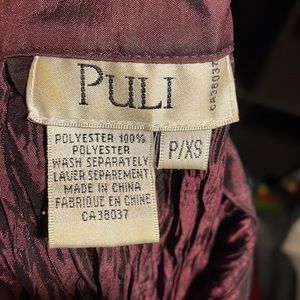 PULI
CA38037
POLYESTER 100%
POLYESTER
WASH SEPARATELY
LAVER SEPAREMENT
MADE IN CHINA
FABRIQUE EN CHINE
CA38037
P/XS